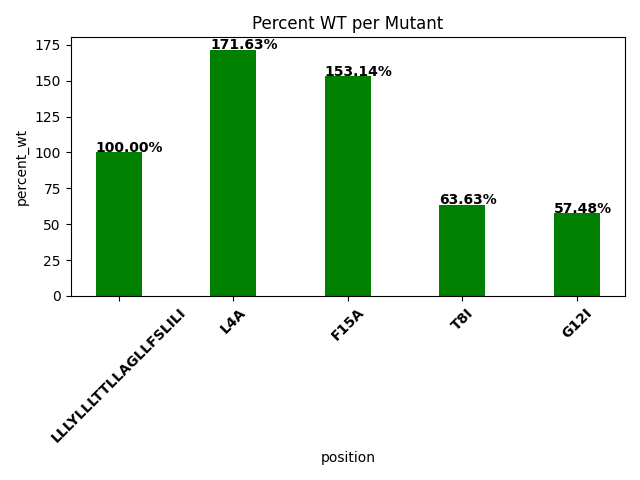 Percent WT per Mutant
percent_wt
175
150
125
100
75
50
25
0
100.00%
171.63%
153.14%
63.63%
57.48%
LLLYLLLTTLLAGLLFSLILI
L4A
F15A
T8I
G12I
position